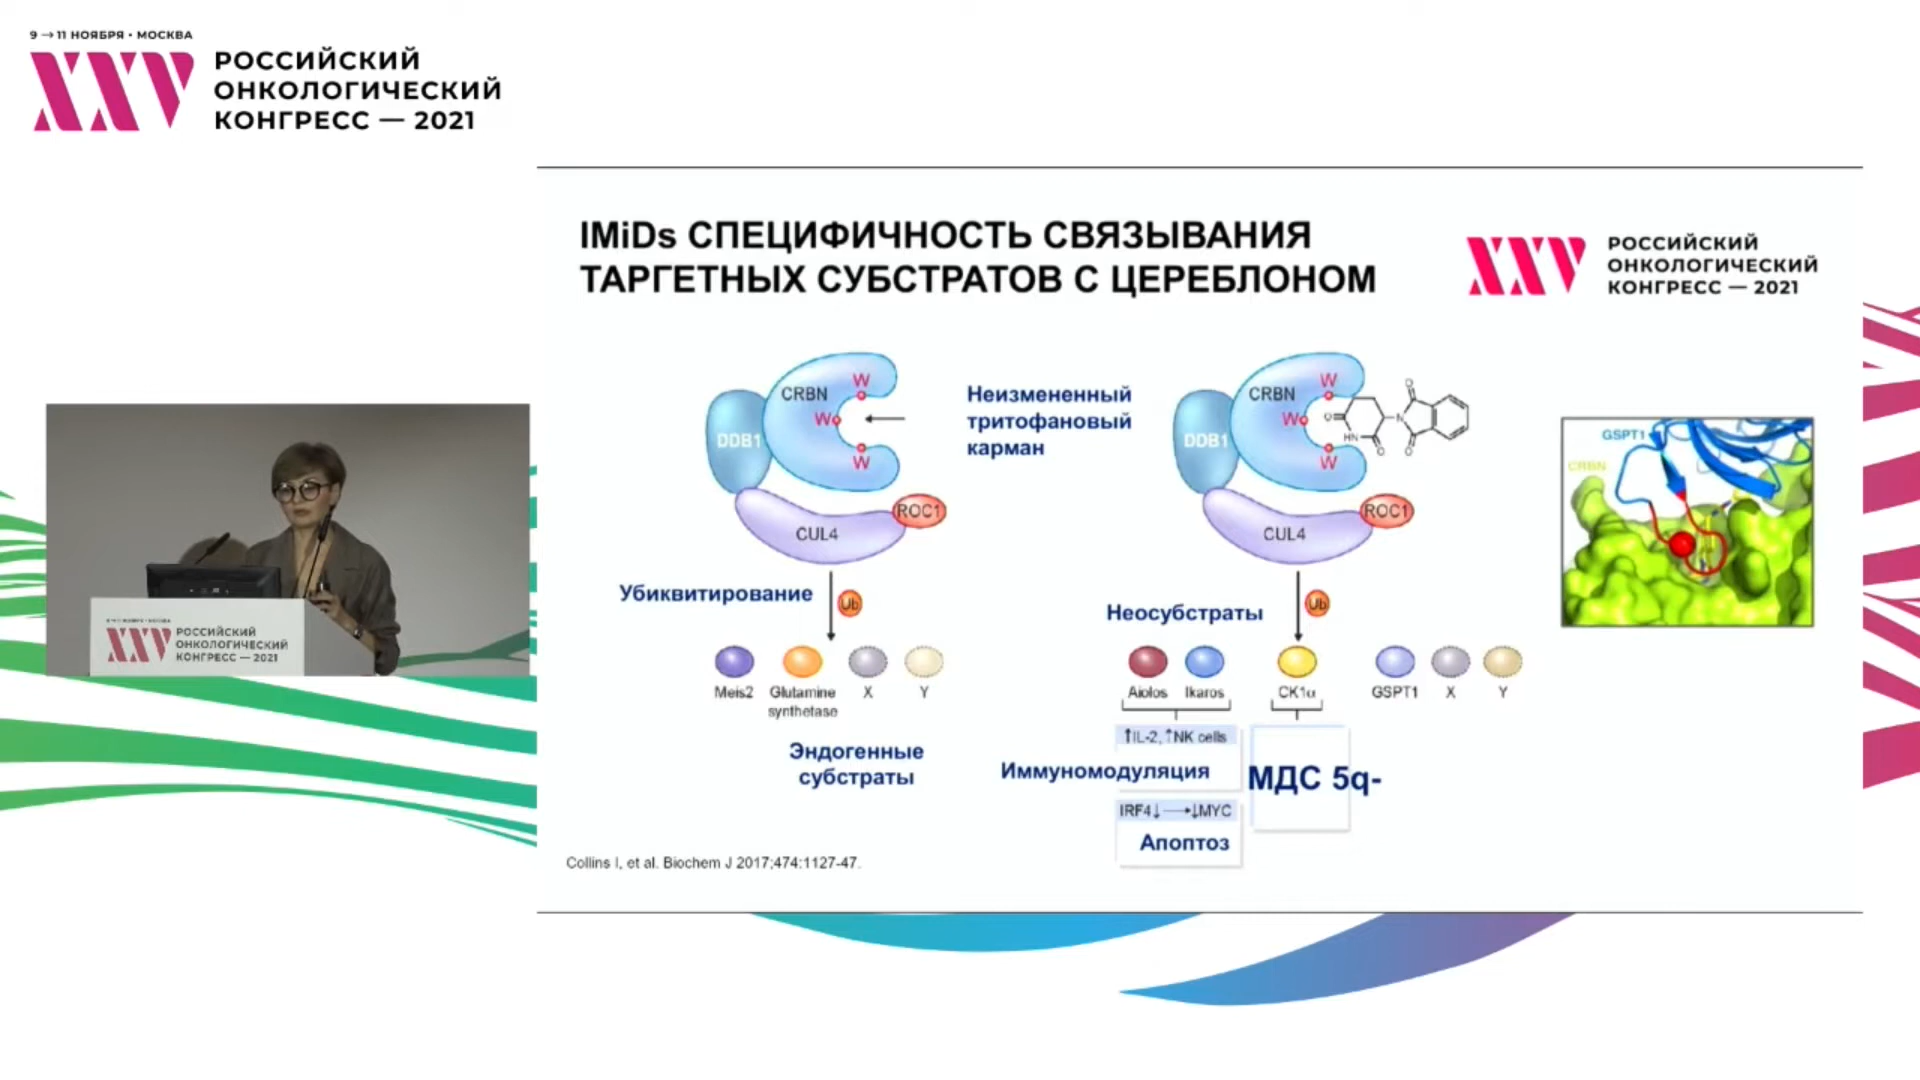 9 → 11 НОЯБРЯ • МОСКВА
XXV
РОССИЙСКИЙ
ОНКОЛОГИЧЕСКИЙ
КОНГРЕСС — 2021
IMiDs СПЕЦИФИЧНОСТЬ СВЯЗЫВАНИЯ
ТАРГЕТНЫХ СУБСТРАТОВ С ЦЕРЕБЛОНОМ
XXV
РОССИЙСКИЙ
ОНКОЛОГИЧЕСКИЙ
КОНГРЕСС — 2021
CRBN
W
W
W
DDB1
CUL4
ROC1
Неизмененный
тритофановый
карман
CRBN
W
W
W
DDB1
CUL4
ROC1
O
HN
O
N
O
O
GSPT1
CRBN
Убиквитирование
Ub
Meis2
Glutamine
synthetase
X
Y
Эндогенные
субстраты
Неосубстраты
Ub
Aiolos
Ikaros
CK1α
GSPT1
X
Y
↑IL-2, ↑NK cells
Иммуномодуляция
IRF4↓ →↓MYC
Апоптоз
МДС 5q-
Collins I, et al. Biochem J 2017;474:1127-47.
XXV
РОССИЙСКИЙ
ОНКОЛОГИЧЕСКИЙ
КОНГРЕСС — 2021